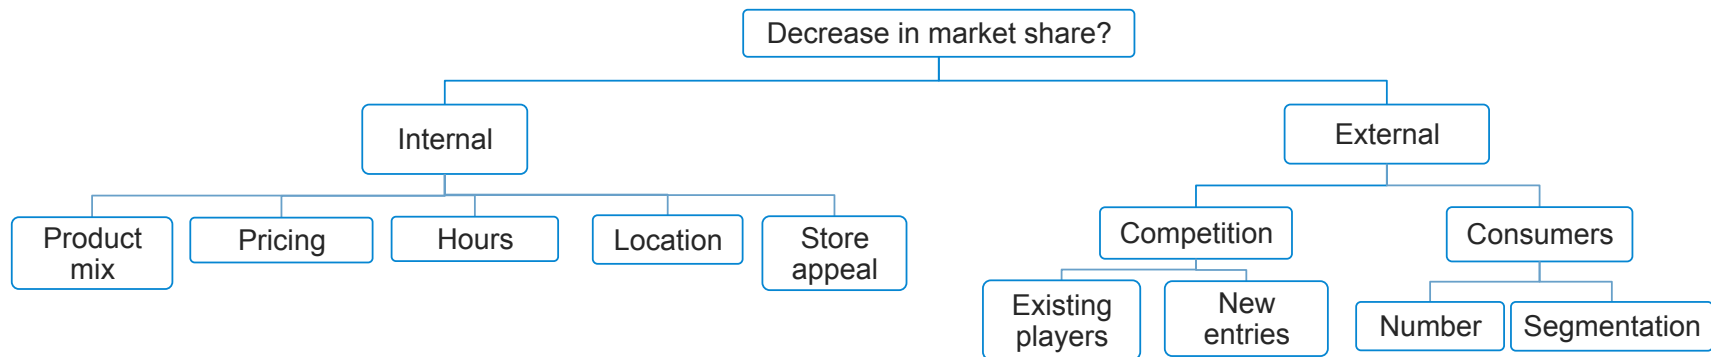 Decrease in market share?
Internal
External
Product
mix
Pricing
Hours
Location
Store
appeal
Competition
Consumers
Existing
players
New
entries
Number
Segmentation